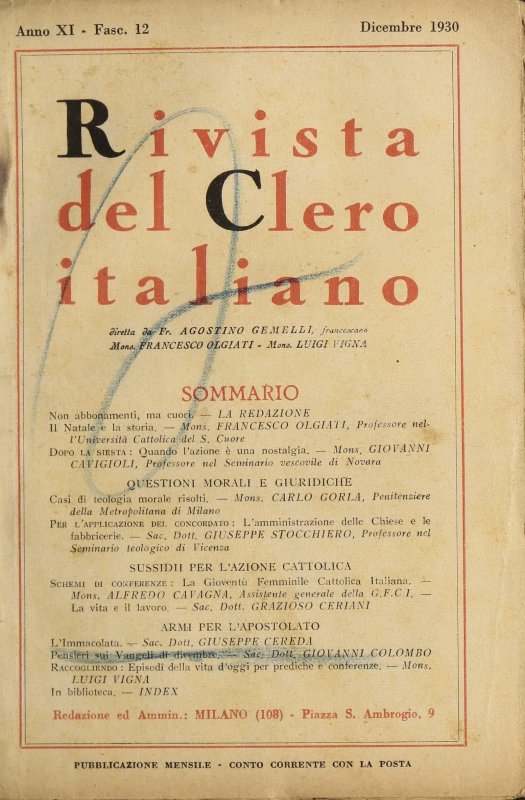 Anno XI - Fasc. 12
Dicembre 1930
Rivista
del Clero
italiano
diretta da Fr. AGOSTINO GEMELLI, francescano
Mons. FRANCESCO OLGIATI - Mons. LUIGI VIGNA
SOMMARIO
Non abbonamenti, ma cuori. — LA REDAZIONE
Il Natale e la storia. — Mons. FRANCESCO OLGIATI, Professore nel-
l'Università Cattolica del S. Cuore
DOPO LA SIESTA: Quando l'azione è una nostalgia. — Mons. GIOVANNI
CAVIGIOLI, Professore nel Seminario vescovile di Novara
QUESTIONI MORALI E GIURIDICHE
Casi di teologia morale risolti. — Mons. CARLO GORLA, Penitenziere
della Metropolitana di Milano
PER L'APPLICAZIONE DEL CONCORDATO: L'amministrazione delle Chiese e le
fabbricerie. — Sac. Dott. GIUSEPPE STOCCHIERO, Professore nel
Seminario teologico di Vicenza
SUSSIDII PER L'AZIONE CATTOLICA
SCHEMI DI CONFERENZE: La Gioventù Femminile Cattolica Italiana. —
Mons. ALFREDO CAVAGNA, Assistente generale della G.F.C.I. —
La vita e il lavoro. — Sac. Dott. GRAZIOSO CERIANI
ARMI PER L'APOSTOLATO
L'Immacolata. — Sac. Dott. GIUSEPPE CEREDA
Pensieri sui Vangeli di dicembre. — Sac. Dott. GIOVANNI COLOMBO
RACCOGLIENDO: Episodi della vita d'oggi per prediche e conferenze. — Mons.
LUIGI VIGNA
In biblioteca. — INDEX
Redazione ed Ammin.: MILANO (108) - Piazza S. Ambrogio, 9
PUBBLICAZIONE MENSILE - CONTO CORRENTE CON LA POSTA